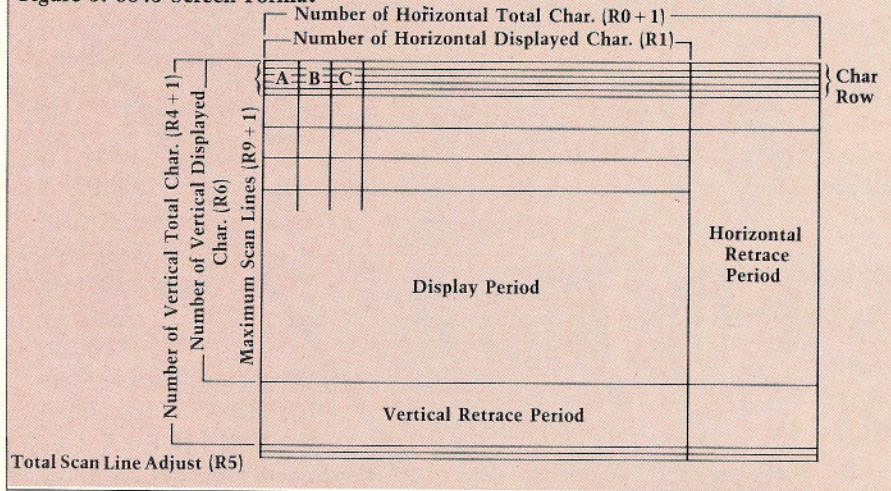 Number of Horizontal Total Char. (R0 + 1)
Number of Horizontal Displayed Char. (R1)
A B C
Char
Row
Number of Vertical Total Char. (R4 + 1)
Number of Vertical Displayed
Char. (R6)
Maximum Scan Lines (R9 + 1)
Horizontal
Retrace
Period
Display Period
Vertical Retrace Period
Total Scan Line Adjust (R5)